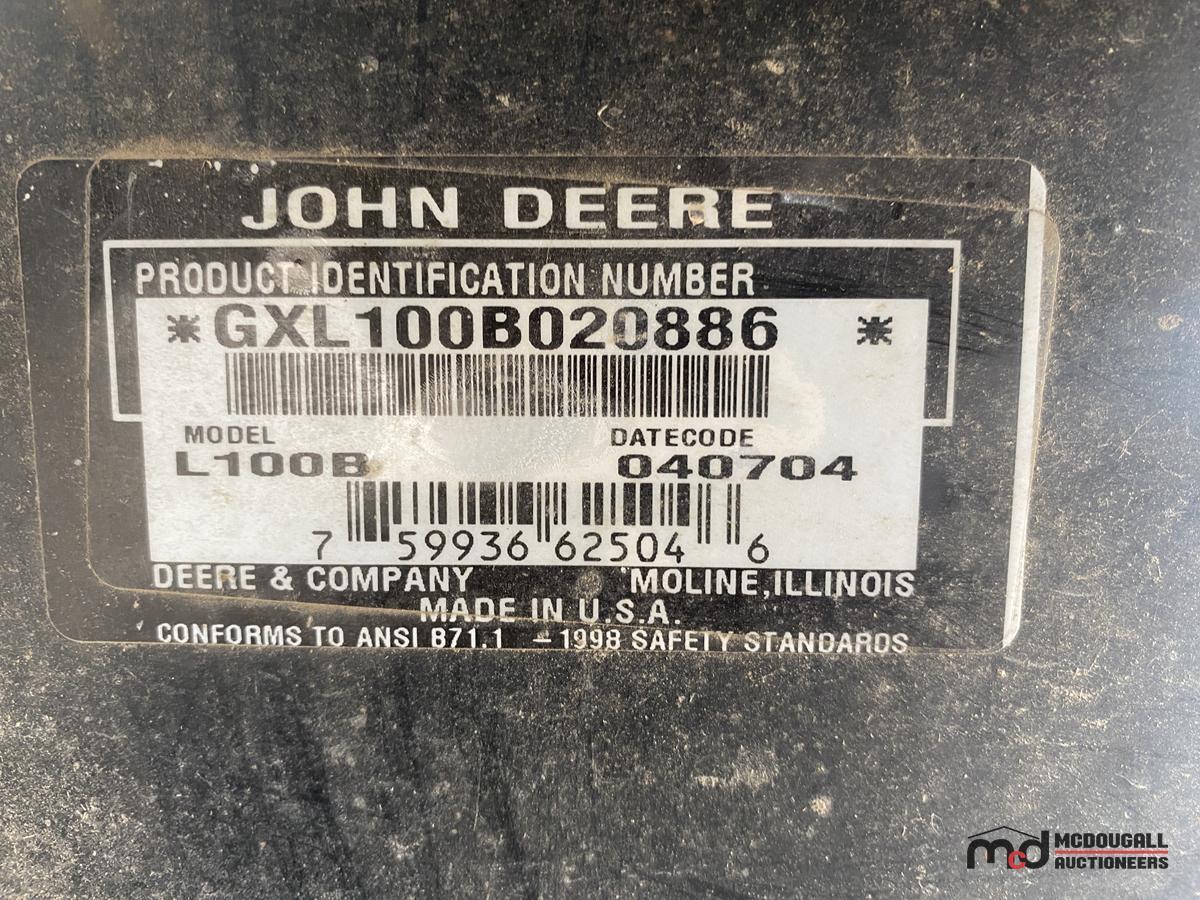 JOHN DEERE
PRODUCT IDENTIFICATION NUMBER
*GXL100B020886 *
MODEL DATECODE
L100B 040704
7 59936 62504 6
DEERE & COMPANY MOLINE, ILLINOIS
MADE IN U.S.A.
CONFORMS TO ANSI B71.1 – 1998 SAFETY STANDARDS
mcd MCDOUGALL
AUCTIONEERS